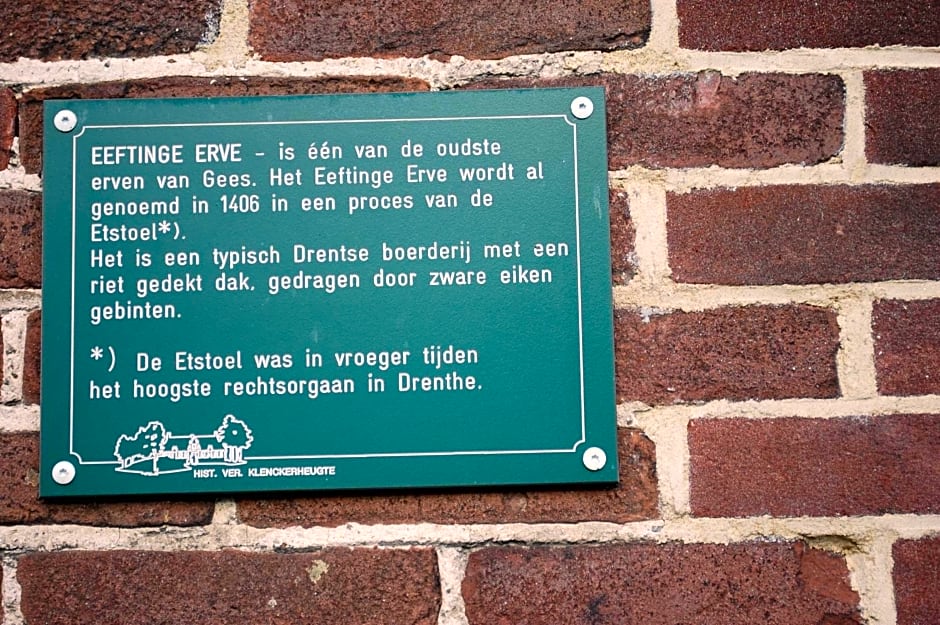 EEFTINGE ERVE - is één van de oudste
erven van Gees. Het Eeftinge Erve wordt al
genoemd in 1406 in een proces van de
Etstoel*).
Het is een typisch Drentse boerderij met een
riet gedekt dak, gedragen door zware eiken
gebinten.
*) De Etstoel was in vroeger tijden
het hoogste rechtsorgaan in Drenthe.
HIST. VER. KLENCKERHEUGTE